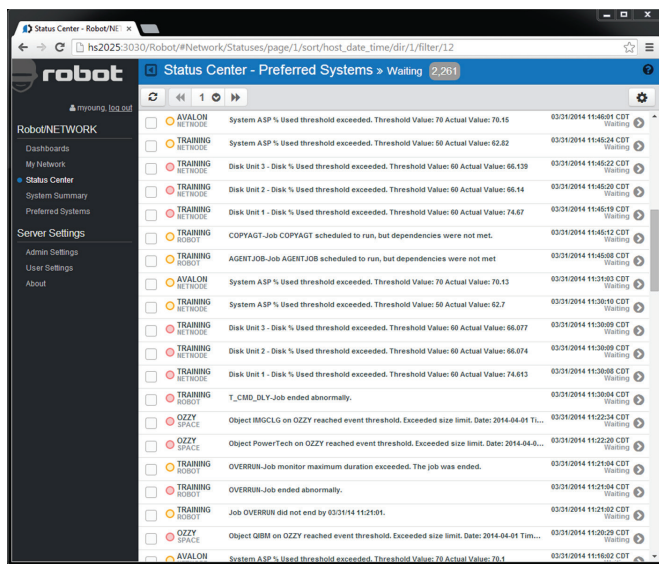 Status Center - Robot/NE
hs2025:3030/Robot/#Network/Statuses/page/1/sort/host_date_time/dir/1/filter/12
robot
myoung, log out
Robot/NETWORK
Dashboards
My Network
Status Center
System Summary
Preferred Systems
Server Settings
Admin Settings
User Settings
About
Status Center - Preferred Systems » Waiting 2,261
1
AVALON NETNODE System ASP % Used threshold exceeded. Threshold Value: 70 Actual Value: 70.15 03/31/2014 11:46:01 CDT Waiting
TRAINING NETNODE System ASP % Used threshold exceeded. Threshold Value: 50 Actual Value: 62.82 03/31/2014 11:45:24 CDT Waiting
TRAINING NETNODE Disk Unit 3 - Disk % Used threshold exceeded. Threshold Value: 60 Actual Value: 66.139 03/31/2014 11:45:22 CDT Waiting
TRAINING NETNODE Disk Unit 2 - Disk % Used threshold exceeded. Threshold Value: 60 Actual Value: 66.14 03/31/2014 11:45:20 CDT Waiting
TRAINING NETNODE Disk Unit 1 - Disk % Used threshold exceeded. Threshold Value: 60 Actual Value: 74.67 03/31/2014 11:45:19 CDT Waiting
TRAINING ROBOT COPYAGT-Job COPYAGT scheduled to run, but dependencies were not met. 03/31/2014 11:45:12 CDT Waiting
TRAINING ROBOT AGENTJOB-Job AGENTJOB scheduled to run, but dependencies were not met 03/31/2014 11:45:08 CDT Waiting
AVALON NETNODE System ASP % Used threshold exceeded. Threshold Value: 70 Actual Value: 70.13 03/31/2014 11:31:03 CDT Waiting
TRAINING NETNODE System ASP % Used threshold exceeded. Threshold Value: 50 Actual Value: 62.7 03/31/2014 11:30:10 CDT Waiting
TRAINING NETNODE Disk Unit 3 - Disk % Used threshold exceeded. Threshold Value: 60 Actual Value: 66.077 03/31/2014 11:30:09 CDT Waiting
TRAINING NETNODE Disk Unit 2 - Disk % Used threshold exceeded. Threshold Value: 60 Actual Value: 66.074 03/31/2014 11:30:09 CDT Waiting
TRAINING NETNODE Disk Unit 1 - Disk % Used threshold exceeded. Threshold Value: 60 Actual Value: 74.613 03/31/2014 11:30:08 CDT Waiting
TRAINING ROBOT T_CMD_DLY-Job ended abnormally. 03/31/2014 11:30:04 CDT Waiting
OZZY SPACE Object IMGCLG on OZZY reached event threshold. Exceeded size limit. Date: 2014-04-01 Ti... 03/31/2014 11:22:34 CDT Waiting
OZZY SPACE Object PowerTech on OZZY reached event threshold. Exceeded size limit. Date: 2014-04-0... 03/31/2014 11:22:20 CDT Waiting
TRAINING ROBOT OVERRUN-Job monitor maximum duration exceeded. The job was ended. 03/31/2014 11:21:04 CDT Waiting
TRAINING ROBOT OVERRUN-Job ended abnormally. 03/31/2014 11:21:04 CDT Waiting
TRAINING ROBOT Job OVERRUN did not end by 03/31/14 11:21:01. 03/31/2014 11:21:02 CDT Waiting
OZZY SPACE Object QIBM on OZZY reached event threshold. Exceeded size limit. Date: 2014-04-01 Tim... 03/31/2014 11:20:29 CDT Waiting
AVALON System ASP % Used threshold exceeded. Threshold Value: 70 Actual Value: 70.1 03/31/2014 11:16:02 CDT